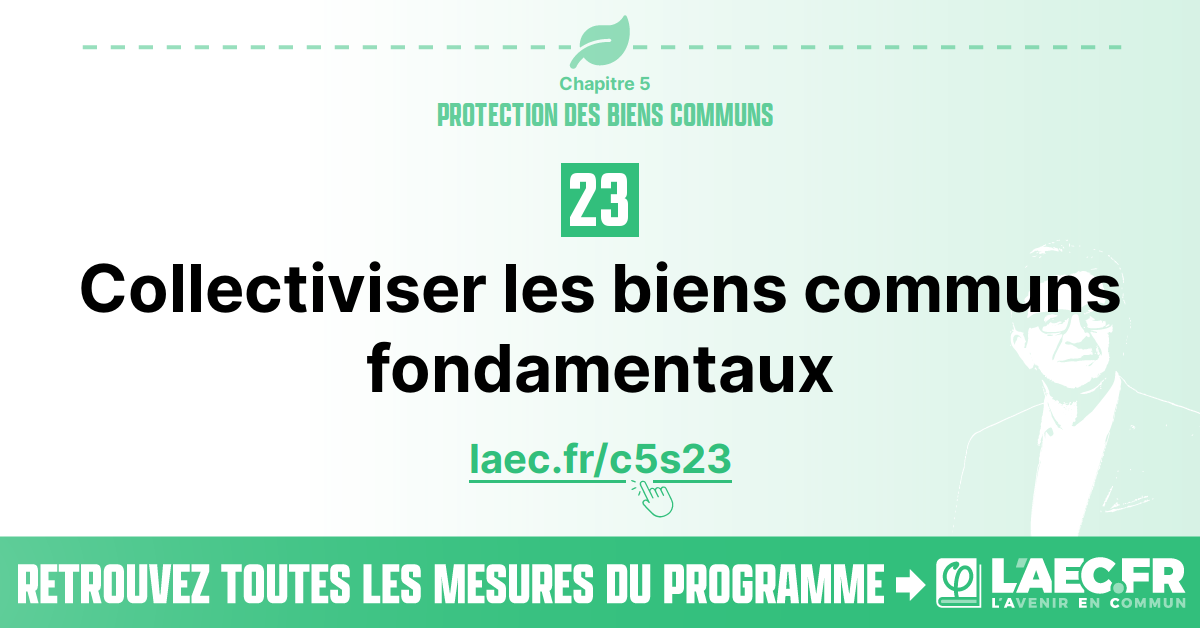 Chapitre 5
PROTECTION DES BIENS COMMUNS
23
Collectiviser les biens communs
fondamentaux
laec.fr/c5s23
RETROUVEZ TOUTES LES MESURES DU PROGRAMME
φ L'AEC.FR
L'AVENIR EN COMMUN